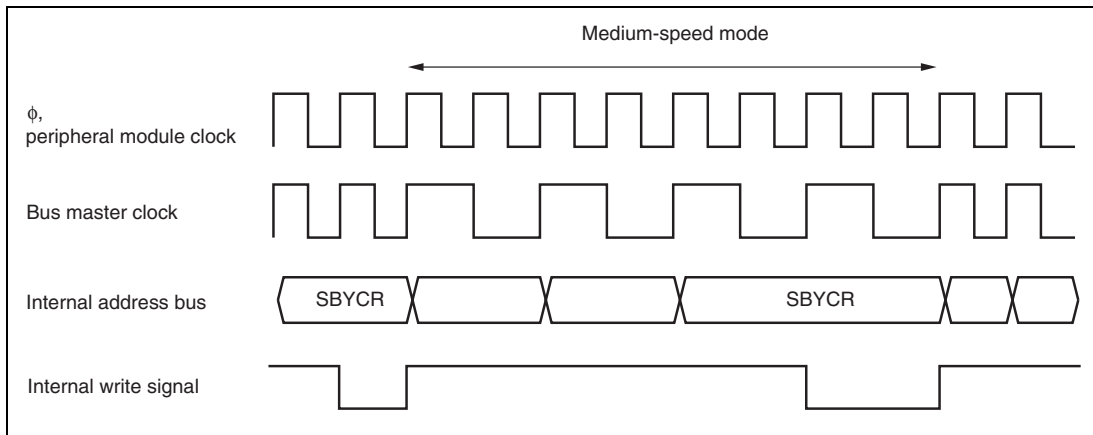 Medium-speed mode
ϕ,
peripheral module clock
Bus master clock
Internal address bus
SBYCR
SBYCR
Internal write signal